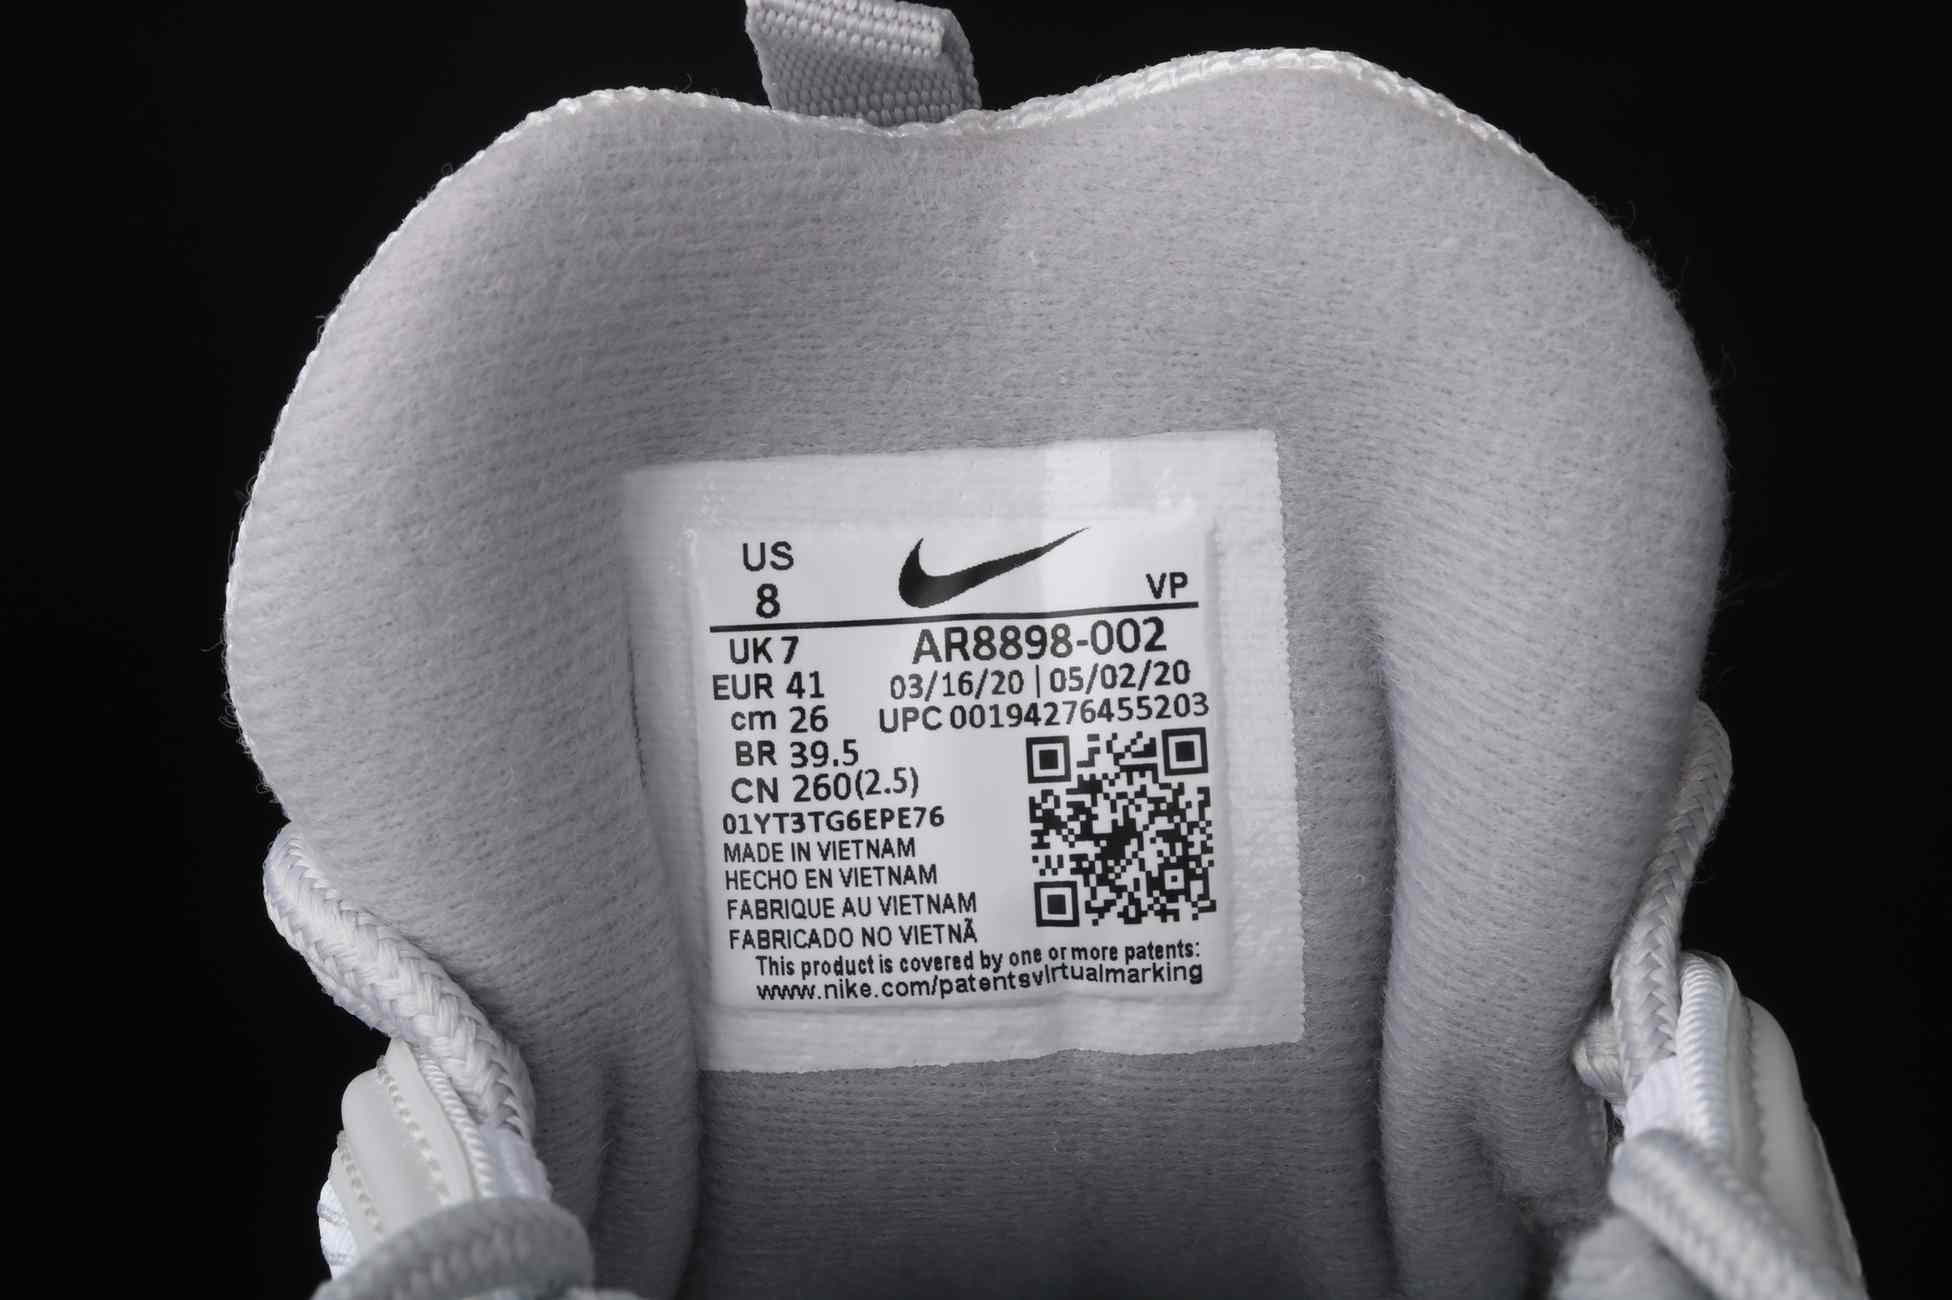 US
8
VP
UK 7
AR8898-002
EUR 41
03/16/20 | 05/02/20
cm 26
UPC 00194276455203
BR 39.5
CN 260(2.5)
01YT3TG6EPE76
MADE IN VIETNAM
HECHO EN VIETNAM
FABRIQUE AU VIETNAM
FABRICADO NO VIETNÃ
This product is covered by one or more patents:
www.nike.com/patentsvirtualmarking